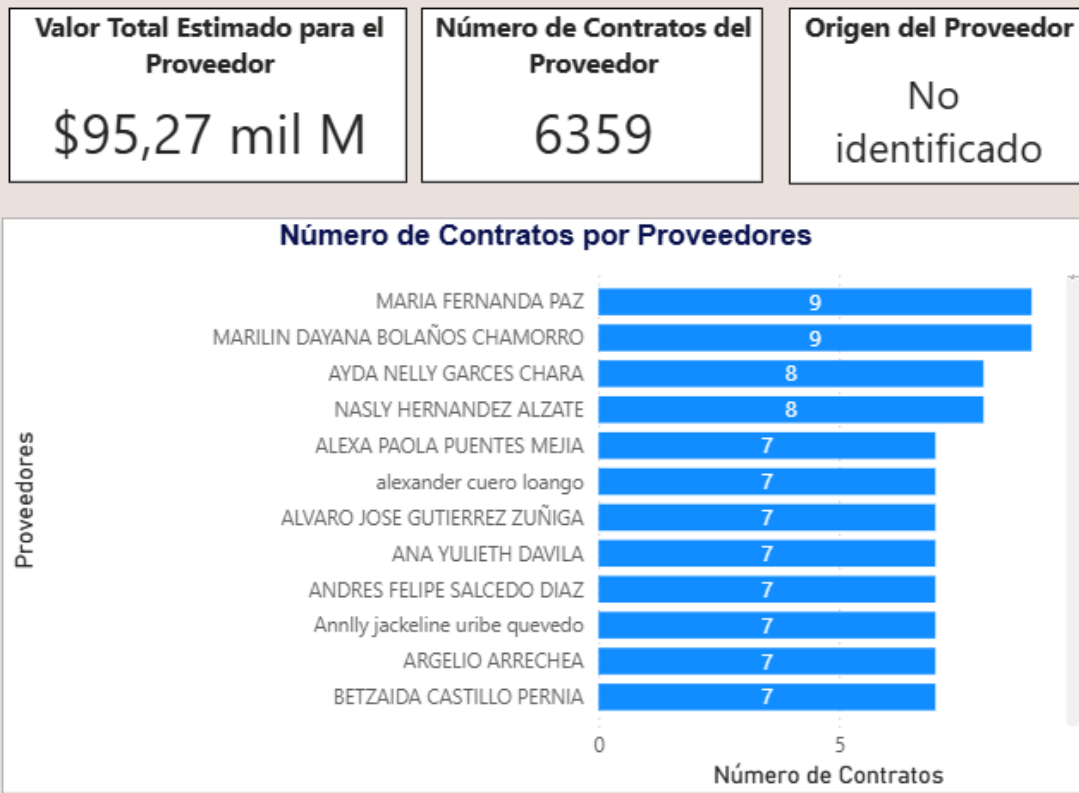 Valor Total Estimado para el
Proveedor
$95,27 mil M
Número de Contratos del
Proveedor
6359
Origen del Proveedor
No
identificado
Número de Contratos por Proveedores
Proveedores
MARIA FERNANDA PAZ 9
MARILIN DAYANA BOLAÑOS CHAMORRO 9
AYDA NELLY GARCES CHARA 8
NASLY HERNANDEZ ALZATE 8
ALEXA PAOLA PUENTES MEJIA 7
alexander cuero loango 7
ALVARO JOSE GUTIERREZ ZUÑIGA 7
ANA YULIETH DAVILA 7
ANDRES FELIPE SALCEDO DIAZ 7
Annlly jackeline uribe quevedo 7
ARGELIO ARRECHEA 7
BETZAIDA CASTILLO PERNIA 7
0 5
Número de Contratos